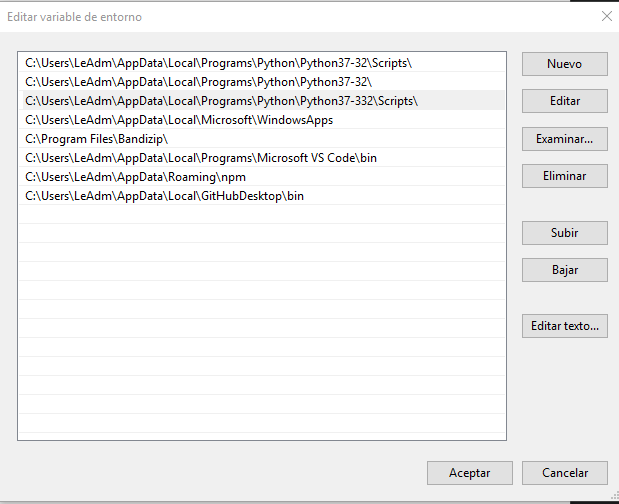 Editar variable de entorno
C:\Users\LeAdm\AppData\Local\Programs\Python\Python37-32\Scripts\
C:\Users\LeAdm\AppData\Local\Programs\Python\Python37-32\
C:\Users\LeAdm\AppData\Local\Programs\Python\Python37-332\Scripts\
C:\Users\LeAdm\AppData\Local\Microsoft\WindowsApps
C:\Program Files\Bandizip\
C:\Users\LeAdm\AppData\Local\Programs\Microsoft VS Code\bin
C:\Users\LeAdm\AppData\Roaming\npm
C:\Users\LeAdm\AppData\Local\GitHubDesktop\bin
Nuevo
Editar
Examinar...
Eliminar
Subir
Bajar
Editar texto...
Aceptar
Cancelar